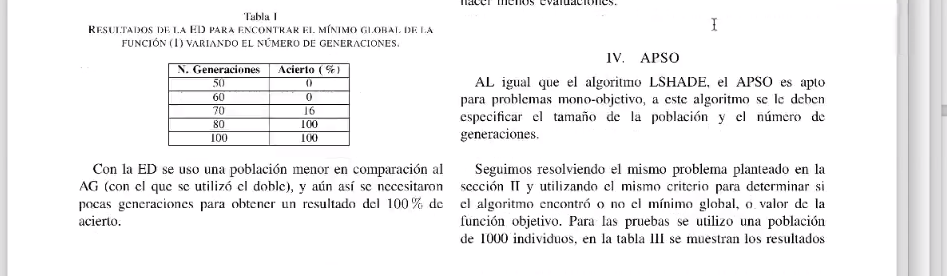 Tabla I
RESULTADOS DE LA ED PARA ENCONTRAR EL MÍNIMO GLOBAL DE LA
FUNCIÓN (1) VARIANDO EL NÚMERO DE GENERACIONES.
N. Generaciones Acierto (%)
50 0
60 0
70 16
80 100
100 100
Con la ED se uso una población menor en comparación al
AG (con el que se utilizó el doble), y aún así se necesitaron
pocas generaciones para obtener un resultado del 100 % de
acierto.
hacer menos evaluaciones.
IV. APSO
AL igual que el algoritmo LSHADE, el APSO es apto
para problemas mono-objetivo, a este algoritmo se le deben
especificar el tamaño de la población y el número de
generaciones.
Seguimos resolviendo el mismo problema planteado en la
sección II y utilizando el mismo criterio para determinar si
el algoritmo encontró o no el mínimo global, o valor de la
función objetivo. Para las pruebas se utilizo una población
de 1000 individuos, en la tabla III se muestran los resultados